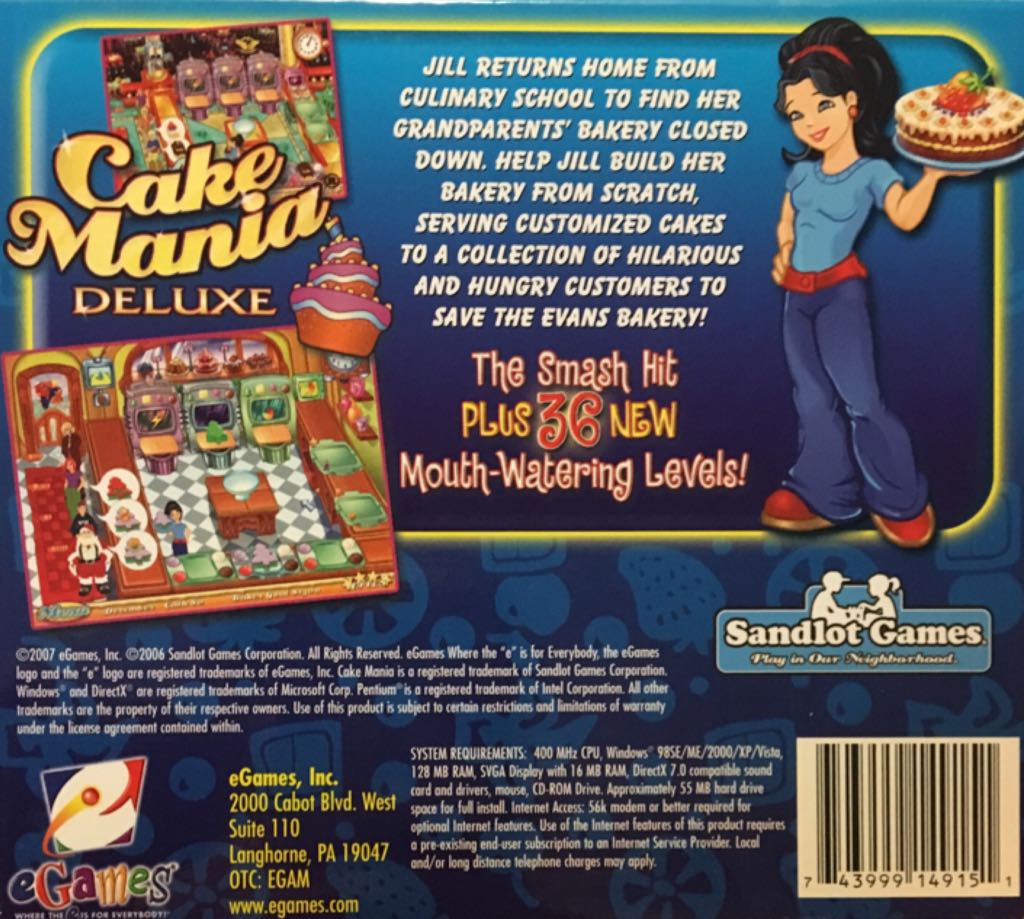 Cake
Mania®
DELUXE
JILL RETURNS HOME FROM
CULINARY SCHOOL TO FIND HER
GRANDPARENTS' BAKERY CLOSED
DOWN. HELP JILL BUILD HER
BAKERY FROM SCRATCH,
SERVING CUSTOMIZED CAKES
TO A COLLECTION OF HILARIOUS
AND HUNGRY CUSTOMERS TO
SAVE THE EVANS BAKERY!
The Smash Hit
PLUS 36 NEW
Mouth-Watering Levels!
Sandlot Games
Play in Our Neighborhood.
©2007 eGames, Inc. ©2006 Sandlot Games Corporation. All Rights Reserved. eGames Where the "e" is for Everybody, the eGames
logo and the "e" logo are registered trademarks of eGames, Inc. Cake Mania is a registered trademark of Sandlot Games Corporation.
Windows® and DirectX® are registered trademarks of Microsoft Corp. Pentium® is a registered trademark of Intel Corporation. All other
trademarks are the property of their respective owners. Use of this product is subject to certain restrictions and limitations of warranty
under the license agreement contained within.
e
eGames®
WHERE THE e IS FOR EVERYBODY!®
eGames, Inc.
2000 Cabot Blvd. West
Suite 110
Langhorne, PA 19047
OTC: EGAM
www.egames.com
SYSTEM REQUIREMENTS: 400 MHz CPU, Windows® 98SE/ME/2000/XP/Vista,
128 MB RAM, SVGA Display with 16 MB RAM, DirectX 7.0 compatible sound
card and drivers, mouse, CD-ROM Drive. Approximately 55 MB hard drive
space for full install. Internet Access: 56k modem or better required for
optional Internet features. Use of the Internet features of this product requires
a pre-existing end-user subscription to an Internet Service Provider. Local
and/or long distance telephone charges may apply.
7 43999 14915 1